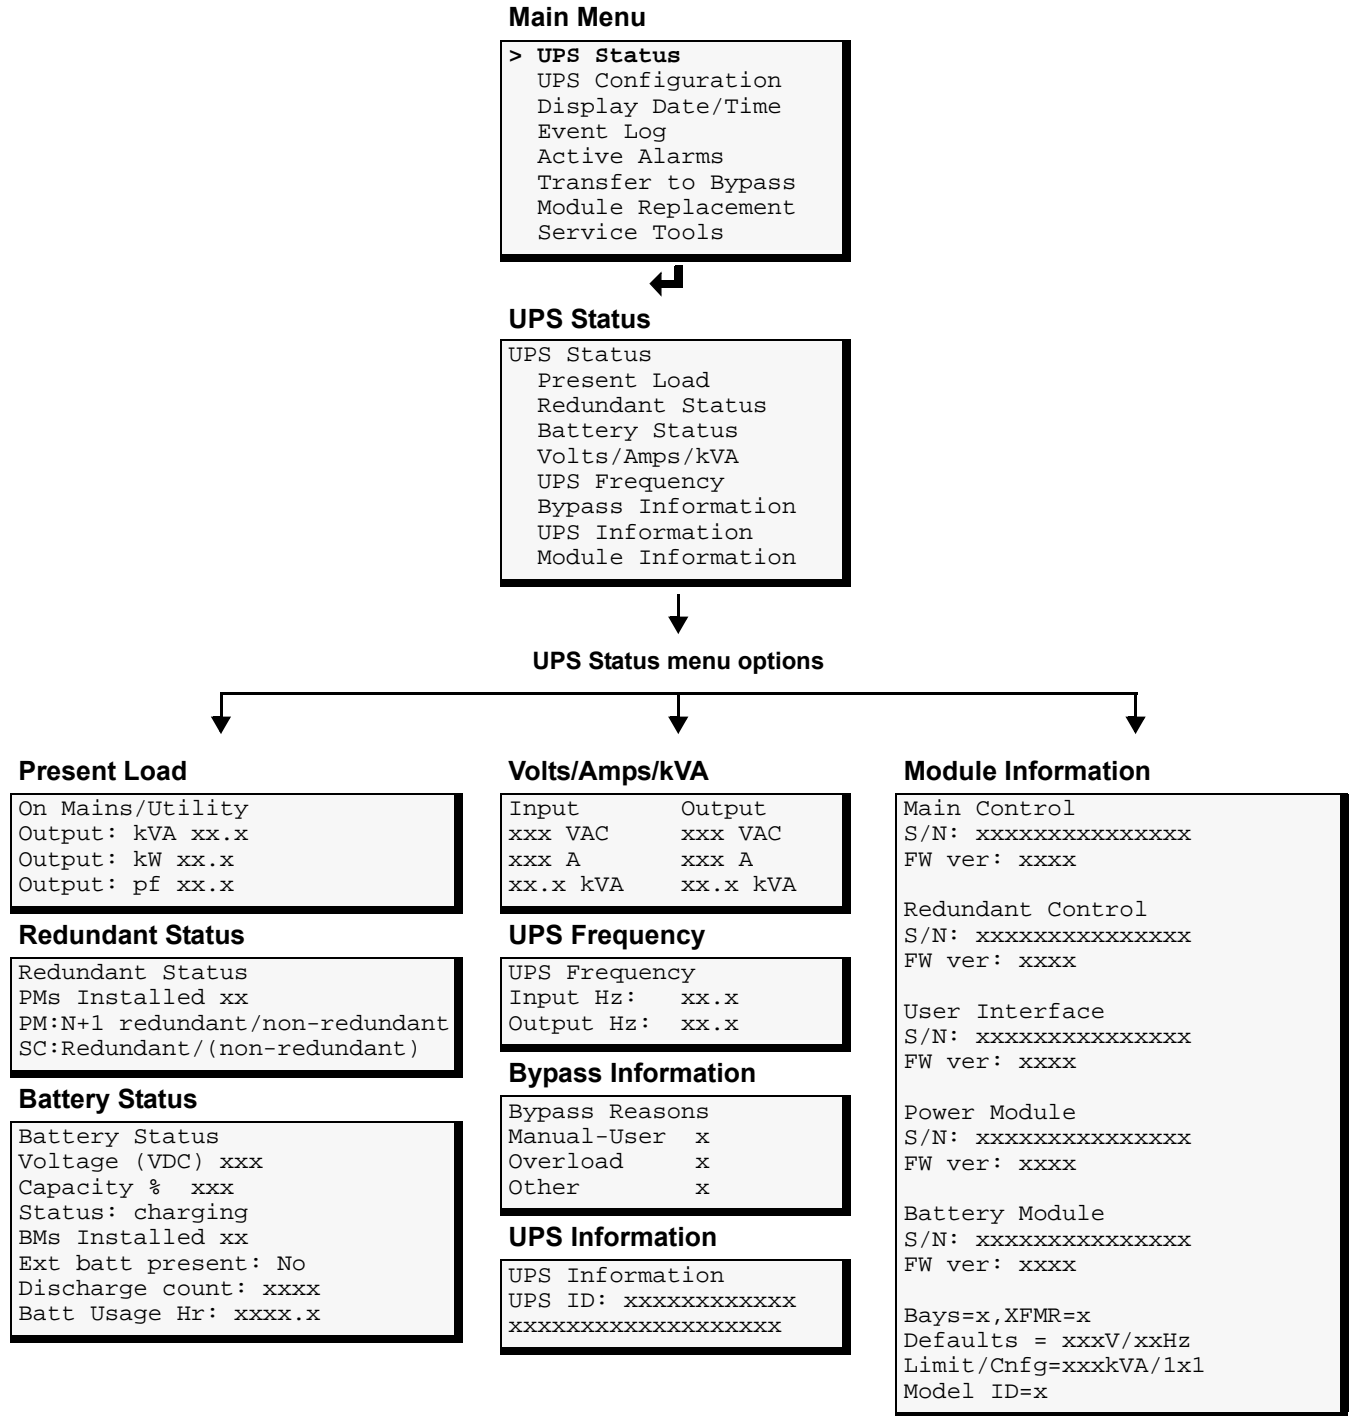 Main Menu
> UPS Status
UPS Configuration
Display Date/Time
Event Log
Active Alarms
Transfer to Bypass
Module Replacement
Service Tools
UPS Status
UPS Status
Present Load
Redundant Status
Battery Status
Volts/Amps/kVA
UPS Frequency
Bypass Information
UPS Information
Module Information
UPS Status menu options
Present Load
On Mains/Utility
Output: kVA xx.x
Output: kW xx.x
Output: pf xx.x
Redundant Status
Redundant Status
PMs Installed xx
PM:N+1 redundant/non-redundant
SC:Redundant/(non-redundant)
Battery Status
Battery Status
Voltage (VDC) xxx
Capacity % xxx
Status: charging
BMs Installed xx
Ext batt present: No
Discharge count: xxxx
Batt Usage Hr: xxxx.x
Volts/Amps/kVA
Input Output
xxx VAC xxx VAC
xxx A xxx A
xx.x kVA xx.x kVA
UPS Frequency
UPS Frequency
Input Hz: xx.x
Output Hz: xx.x
Bypass Information
Bypass Reasons
Manual-User x
Overload x
Other x
UPS Information
UPS Information
UPS ID: xxxxxxxxxxxx
xxxxxxxxxxxxxxxxxxx
Module Information
Main Control
S/N: xxxxxxxxxxxxxxx
FW ver: xxxx
Redundant Control
S/N: xxxxxxxxxxxxxxx
FW ver: xxxx
User Interface
S/N: xxxxxxxxxxxxxxx
FW ver: xxxx
Power Module
S/N: xxxxxxxxxxxxxxx
FW ver: xxxx
Battery Module
S/N: xxxxxxxxxxxxxxx
FW ver: xxxx
Bays=x,XFMR=x
Defaults = xxxV/xxHz
Limit/Cnfg=xxxkVA/1x1
Model ID=x